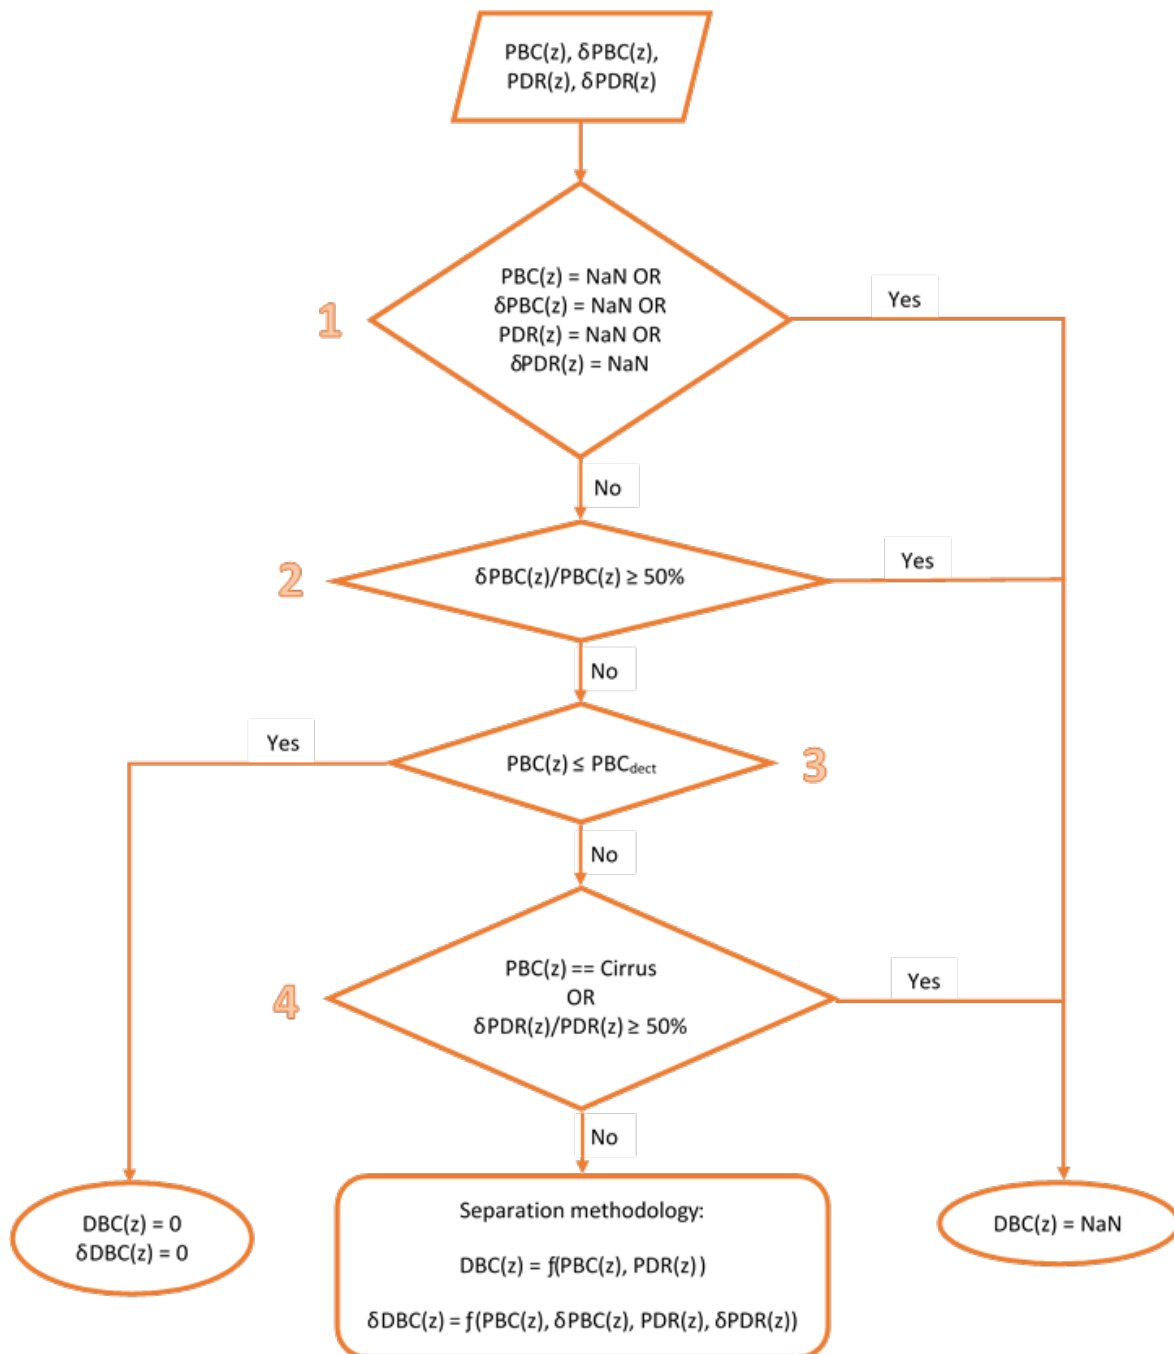 PBC(z), δPBC(z),
PDR(z), δPDR(z)
1
PBC(z) = NaN OR
δPBC(z) = NaN OR
PDR(z) = NaN OR
δPDR(z) = NaN
Yes
No
2
δPBC(z)/PBC(z) ≥ 50%
Yes
No
Yes
PBC(z) ≤ PBCdect
3
No
4
PBC(z) == Cirrus
OR
δPDR(z)/PDR(z) ≥ 50%
Yes
No
DBC(z) = 0
δDBC(z) = 0
Separation methodology:
DBC(z) = ƒ(PBC(z), PDR(z))
δDBC(z) = ƒ(PBC(z), δPBC(z), PDR(z), δPDR(z))
DBC(z) = NaN